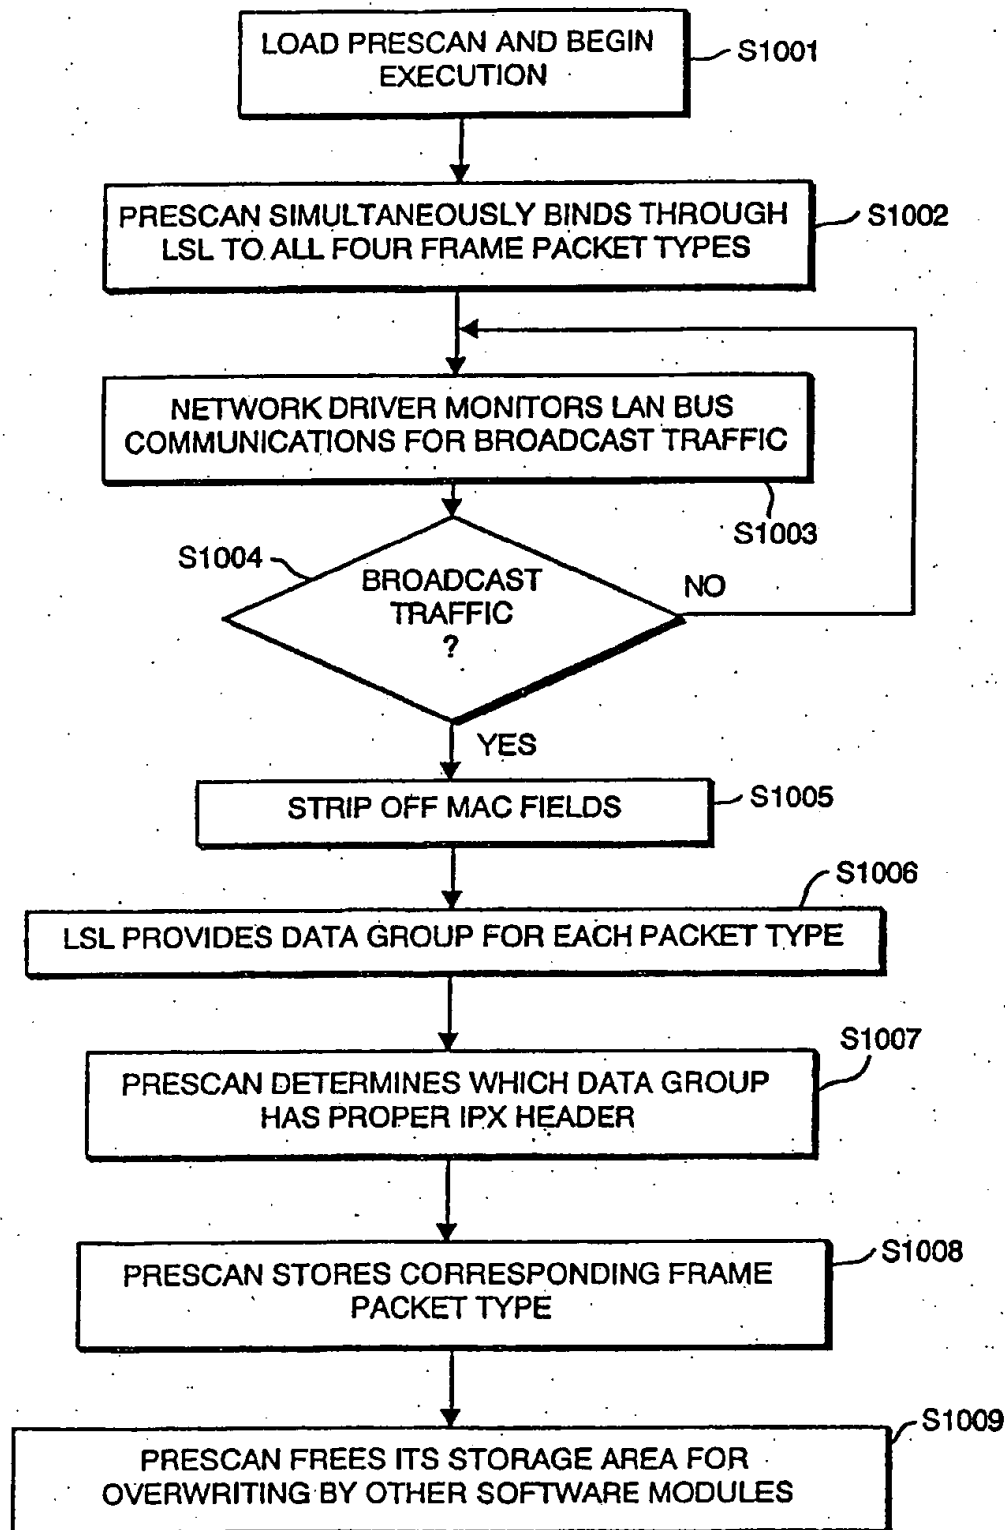 LOAD PRESCAN AND BEGIN
EXECUTION
S1001
PRESCAN SIMULTANEOUSLY BINDS THROUGH
LSL TO ALL FOUR FRAME PACKET TYPES
S1002
NETWORK DRIVER MONITORS LAN BUS
COMMUNICATIONS FOR BROADCAST TRAFFIC
S1003
S1004
BROADCAST
TRAFFIC
?
NO
YES
STRIP OFF MAC FIELDS
S1005
S1006
LSL PROVIDES DATA GROUP FOR EACH PACKET TYPE
S1007
PRESCAN DETERMINES WHICH DATA GROUP
HAS PROPER IPX HEADER
S1008
PRESCAN STORES CORRESPONDING FRAME
PACKET TYPE
S1009
PRESCAN FREES ITS STORAGE AREA FOR
OVERWRITING BY OTHER SOFTWARE MODULES